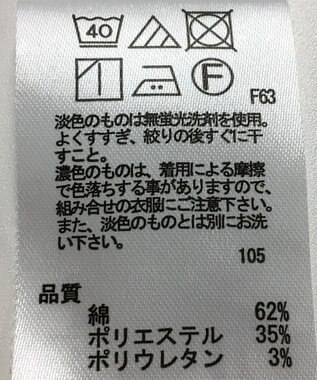 40
F
F63
淡色のものは無蛍光洗剤を使用。
よくすすぎ、絞りの後すぐに干
すこと。
濃色のものは、着用による摩擦
で色落ちする事がありますので、
組み合せの衣服にご注意下さい。
また、淡色のものとは別にお洗
い下さい。
105
品質
綿 62%
ポリエステル 35%
ポリウレタン 3%